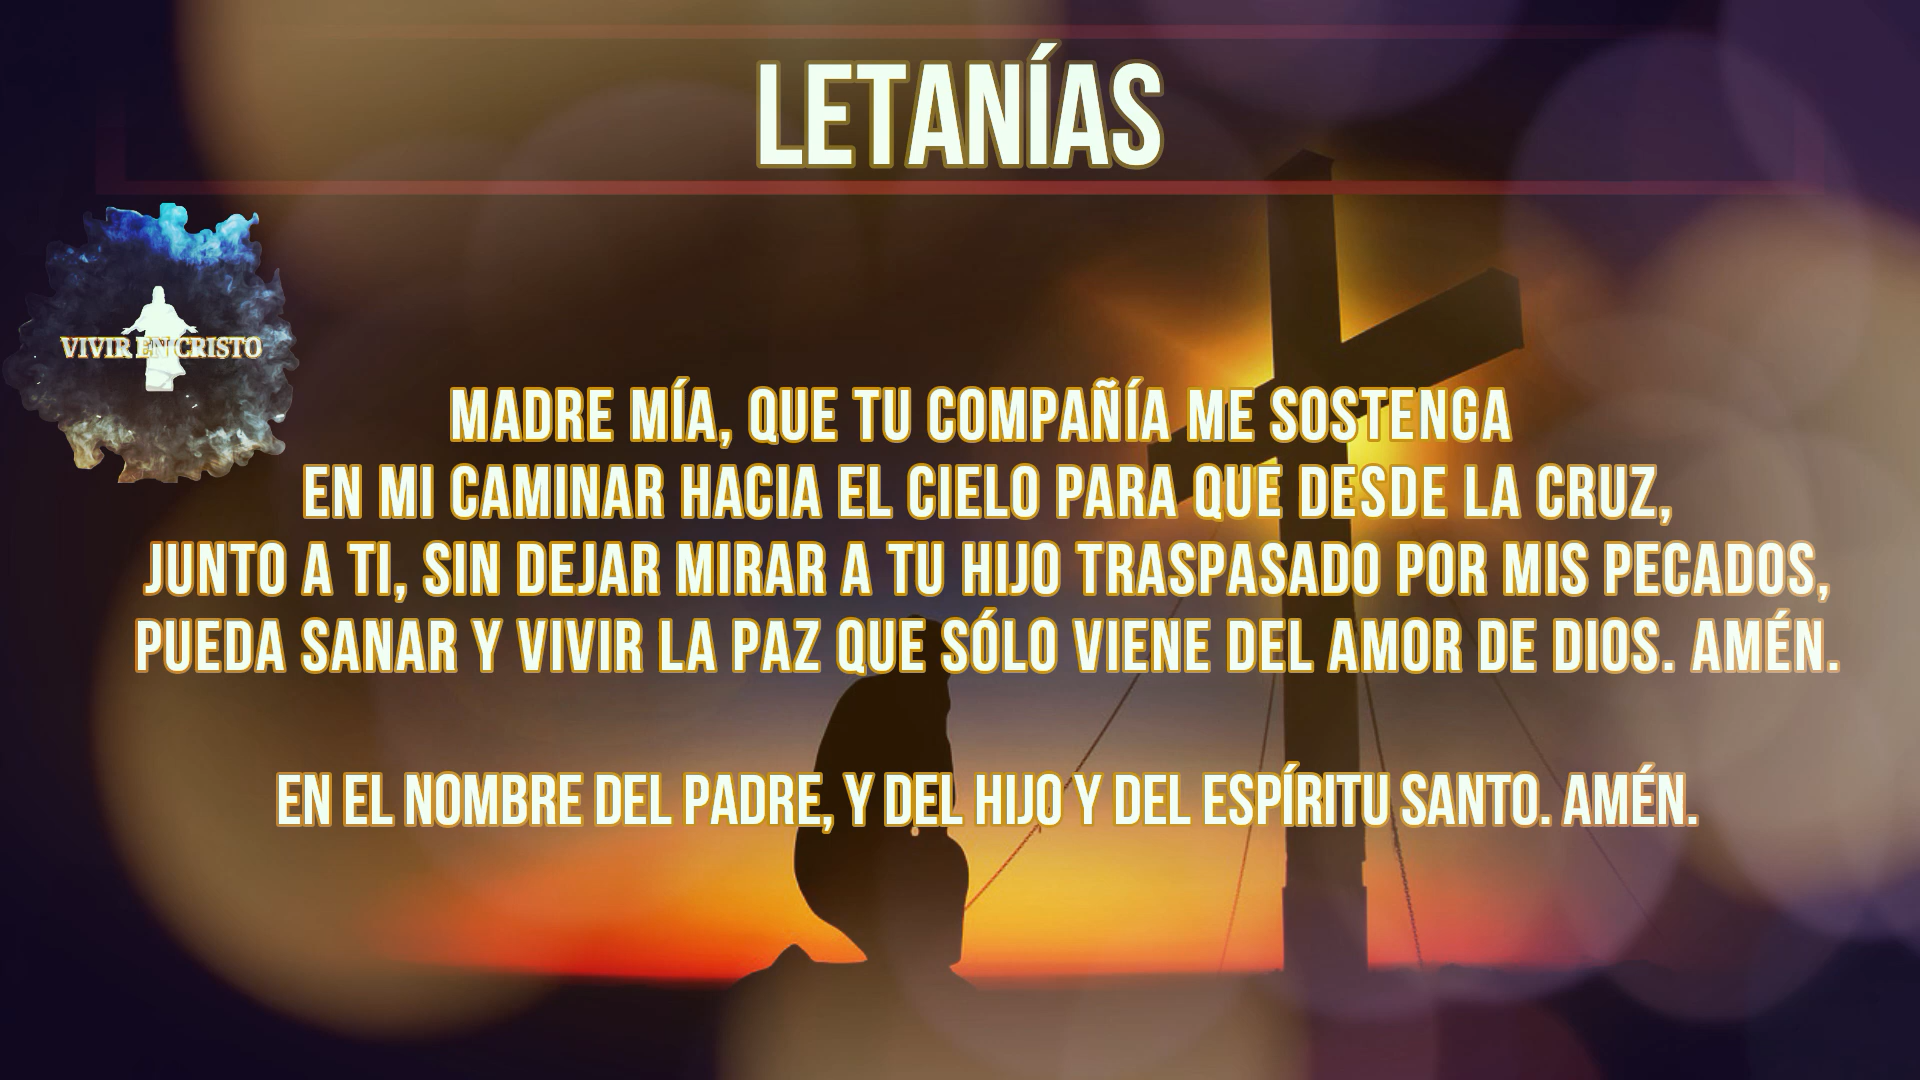 LETANÍAS
VIVIR EN CRISTO
MADRE MÍA, QUE TU COMPAÑÍA ME SOSTENGA
EN MI CAMINAR HACIA EL CIELO PARA QUE DESDE LA CRUZ,
JUNTO A TI, SIN DEJAR MIRAR A TU HIJO TRASPASADO POR MIS PECADOS,
PUEDA SANAR Y VIVIR LA PAZ QUE SÓLO VIENE DEL AMOR DE DIOS. AMÉN.
EN EL NOMBRE DEL PADRE, Y DEL HIJO Y DEL ESPÍRITU SANTO. AMÉN.